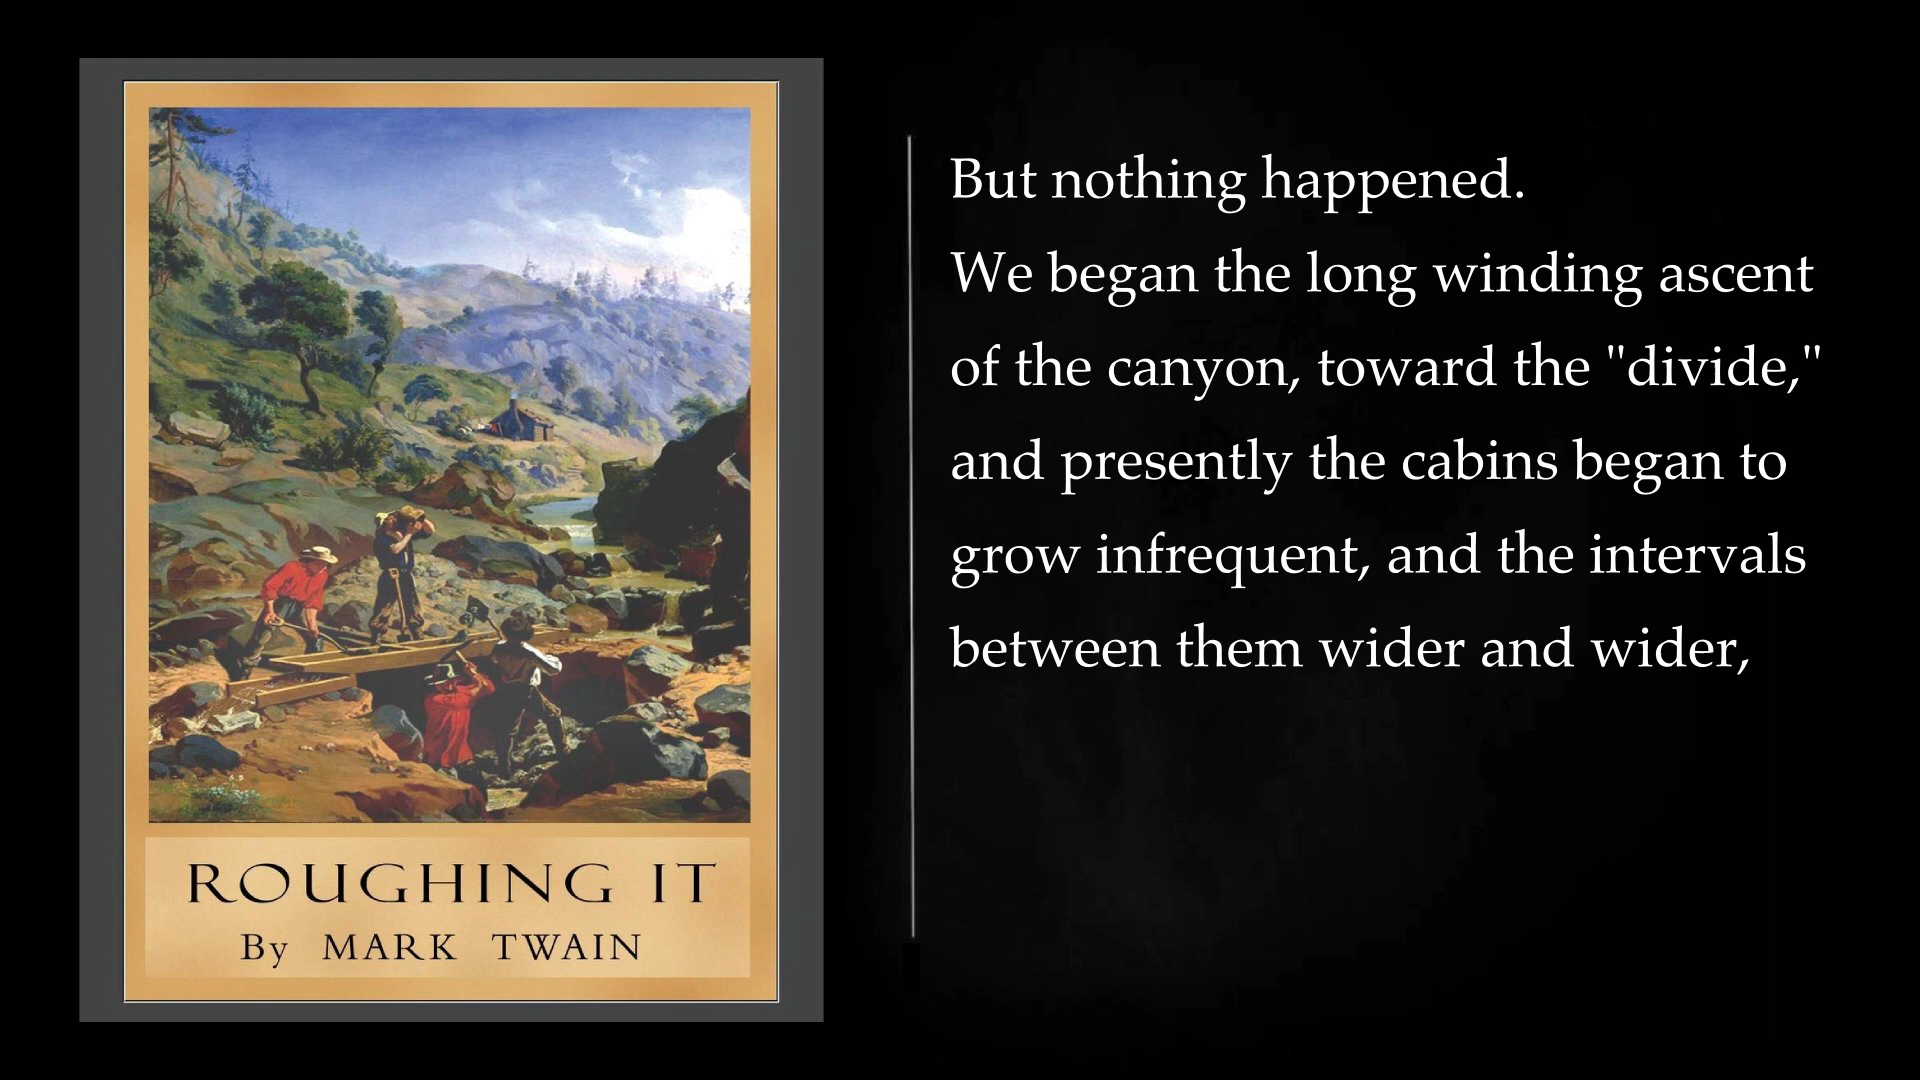 ROUGHING IT
By MARK TWAIN
But nothing happened.
We began the long winding ascent
of the canyon, toward the "divide,"
and presently the cabins began to
grow infrequent, and the intervals
between them wider and wider,